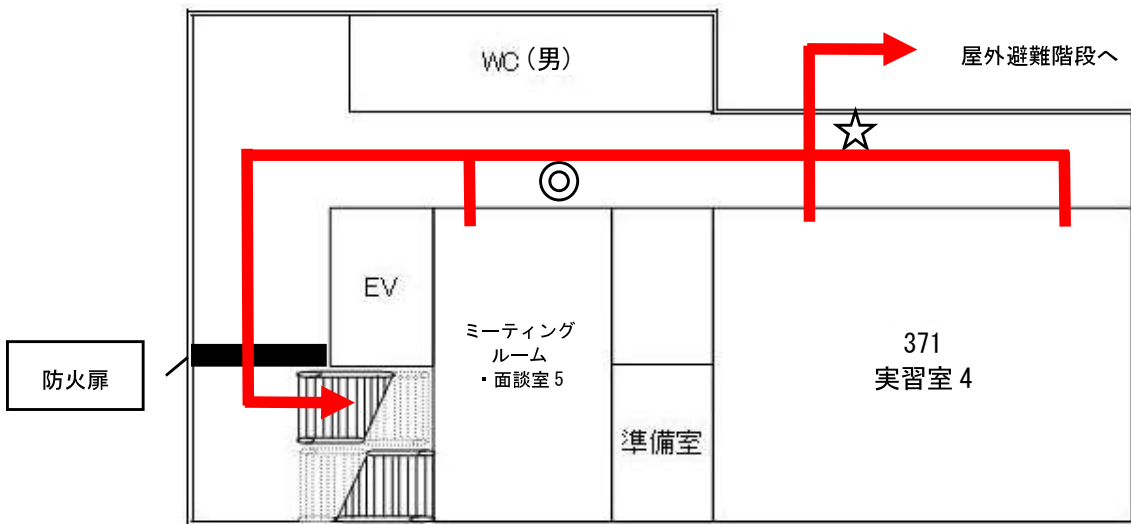 WC(男)
屋外避難階段へ
EV
ミーティング
ルーム
・面談室5
371
実習室4
防火扉
準備室